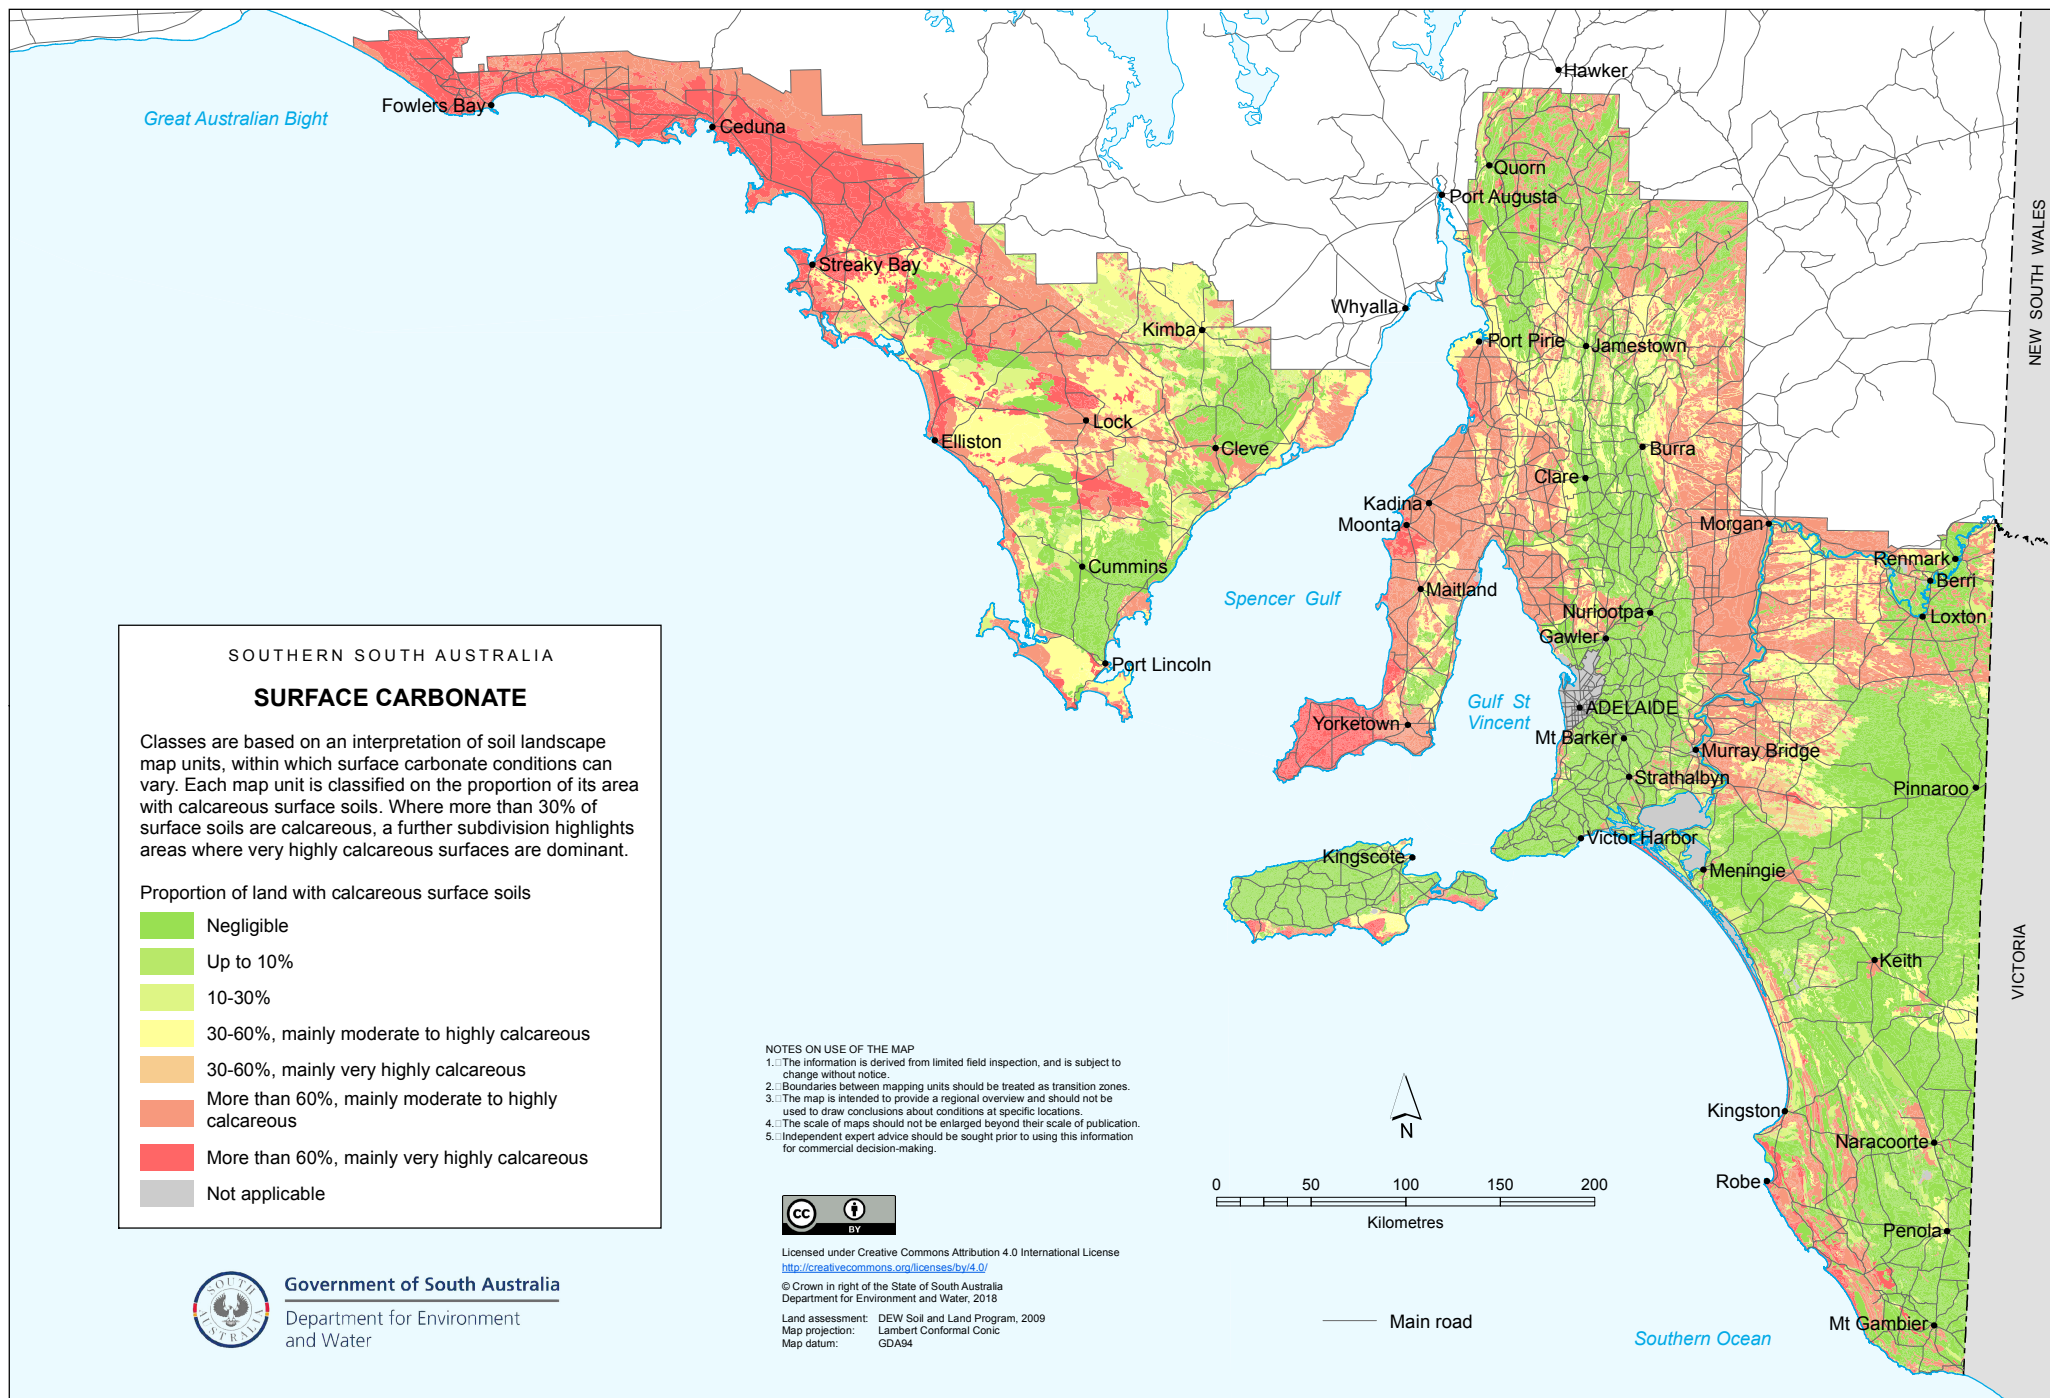 Great Australian Bight
Fowlers Bay
Ceduna
Streaky Bay
Hawker
Quorn
Port Augusta
NEW SOUTH WALES
Whyalla
Kimba
Port Pirie
Jamestown
Elliston
Lock
Cleve
Burra
Clare
Kadina
Moonta
Morgan
Cummins
Renmark
Berri
Maitland
Spencer Gulf
Nuriootpa
Loxton
Gawler
Port Lincoln
Gulf St
Vincent
ADELAIDE
Yorketown
Mt Barker
Murray Bridge
Strathalbyn
Pinnaroo
Victor Harbor
Kingscote
Meningie
Keith
VICTORIA
Kingston
Naracoorte
Robe
Penola
Mt Gambier
Southern Ocean
SOUTHERN SOUTH AUSTRALIA
SURFACE CARBONATE
Classes are based on an interpretation of soil landscape
map units, within which surface carbonate conditions can
vary. Each map unit is classified on the proportion of its area
with calcareous surface soils. Where more than 30% of
surface soils are calcareous, a further subdivision highlights
areas where very highly calcareous surfaces are dominant.
Proportion of land with calcareous surface soils
Negligible
Up to 10%
10-30%
30-60%, mainly moderate to highly calcareous
30-60%, mainly very highly calcareous
More than 60%, mainly moderate to highly
calcareous
More than 60%, mainly very highly calcareous
Not applicable
SOUTH AUSTRALIA
Government of South Australia
Department for Environment
and Water
NOTES ON USE OF THE MAP
1.□The information is derived from limited field inspection, and is subject to
change without notice.
2.□Boundaries between mapping units should be treated as transition zones.
3.□The map is intended to provide a regional overview and should not be
used to draw conclusions about conditions at specific locations.
4.□The scale of maps should not be enlarged beyond their scale of publication.
5.□Independent expert advice should be sought prior to using this information
for commercial decision-making.
cc
BY
Licensed under Creative Commons Attribution 4.0 International License
http://creativecommons.org/licenses/by/4.0/
© Crown in right of the State of South Australia
Department for Environment and Water, 2018
Land assessment: DEW Soil and Land Program, 2009
Map projection: Lambert Conformal Conic
Map datum: GDA94
N
0 50 100 150 200
Kilometres
Main road